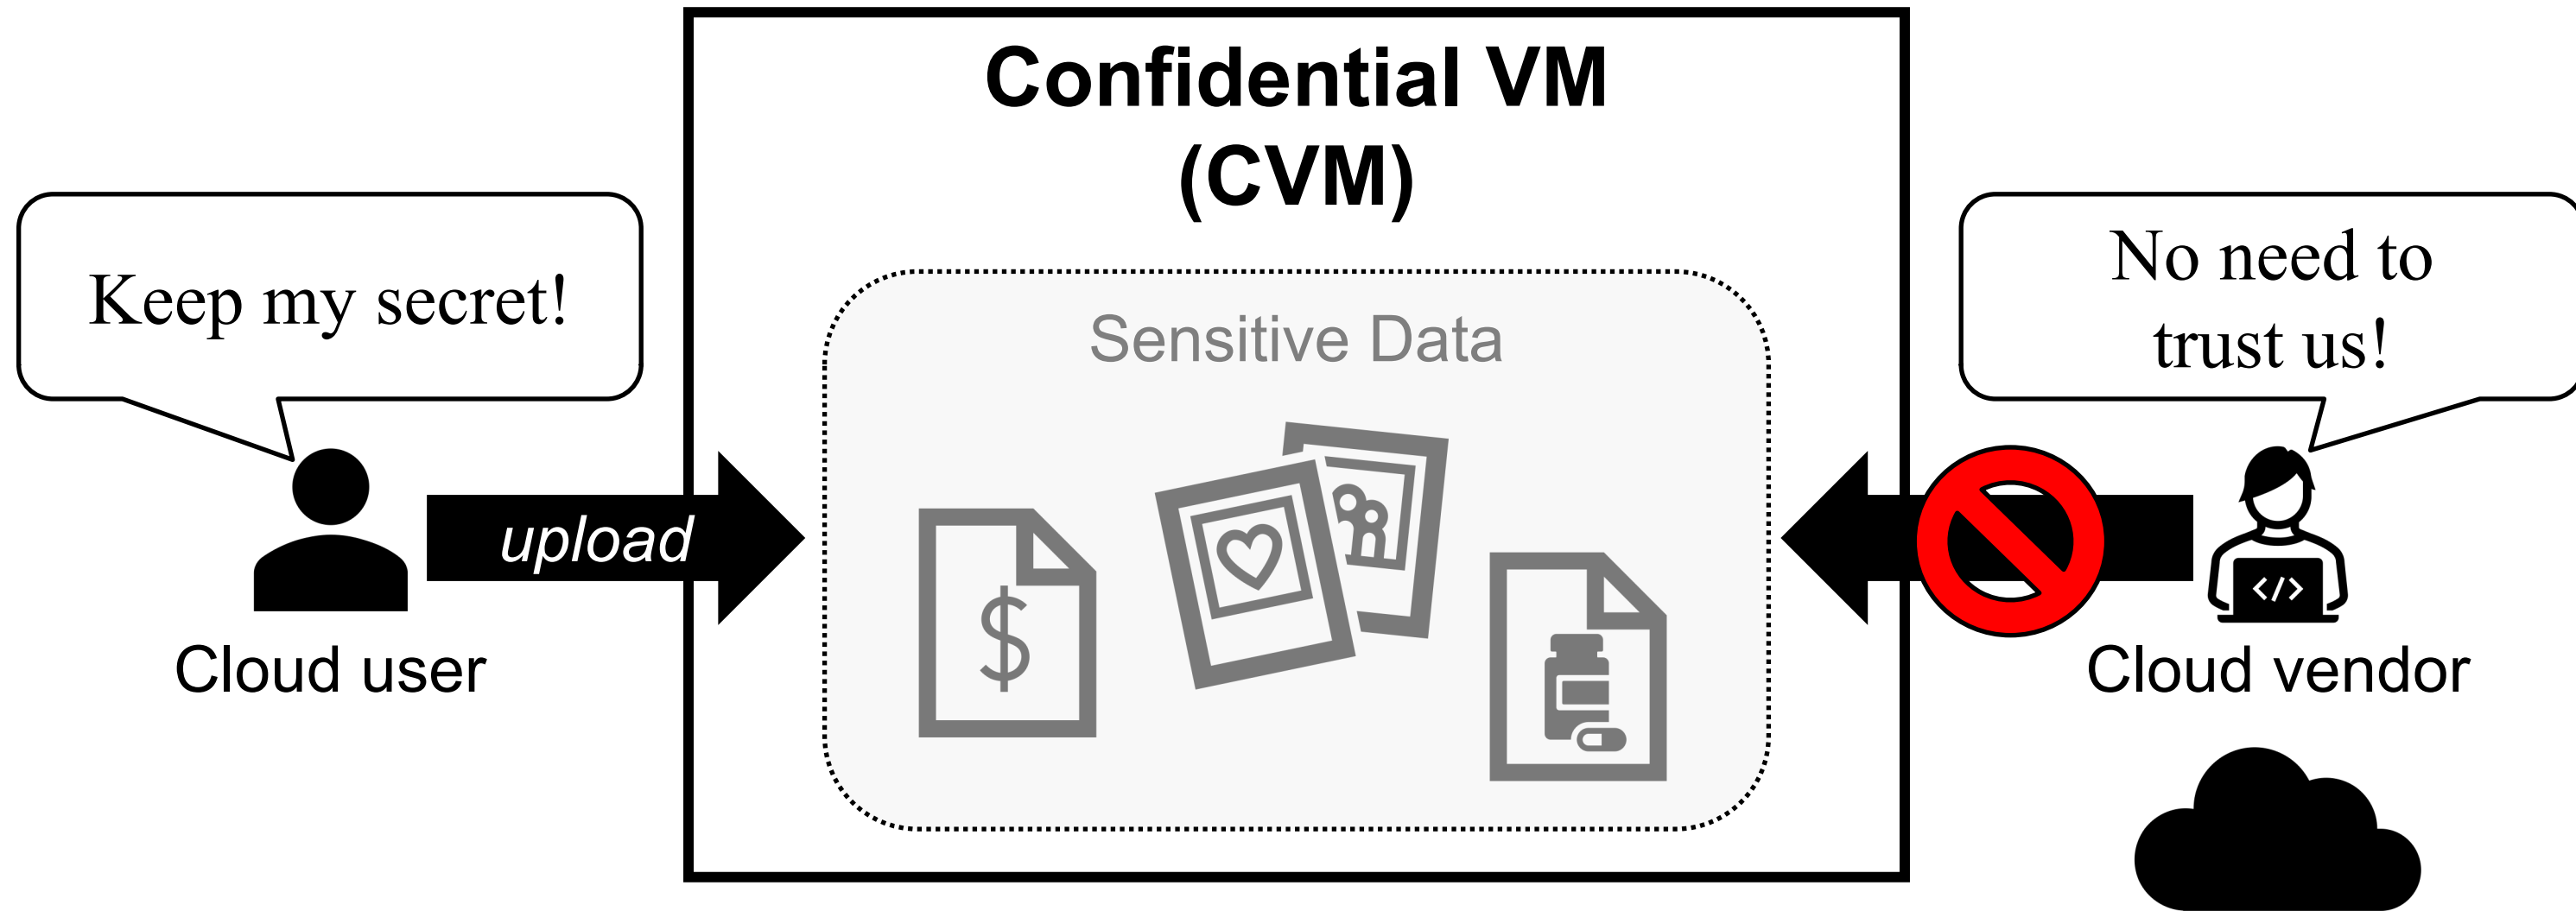 Confidential VM
(CVM)
Keep my secret!
No need to
trust us!
Sensitive Data
$
upload
</>
Cloud user
Cloud vendor